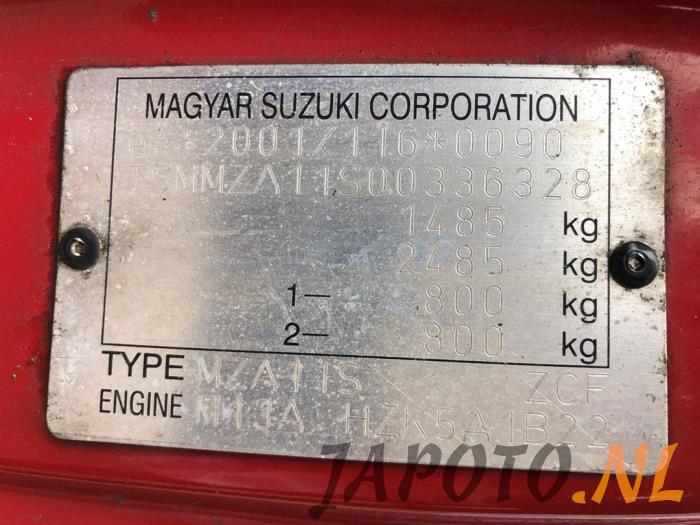 MAGYAR SUZUKI CORPORATION
e4*2001/116*0090
TSMMZA11S00336328
1485 kg
2485 kg
1— 800 kg
2— 800 kg
TYPE MZA11S ZCF
ENGINE M13A HZK5A1B22
JAPOTO.NL